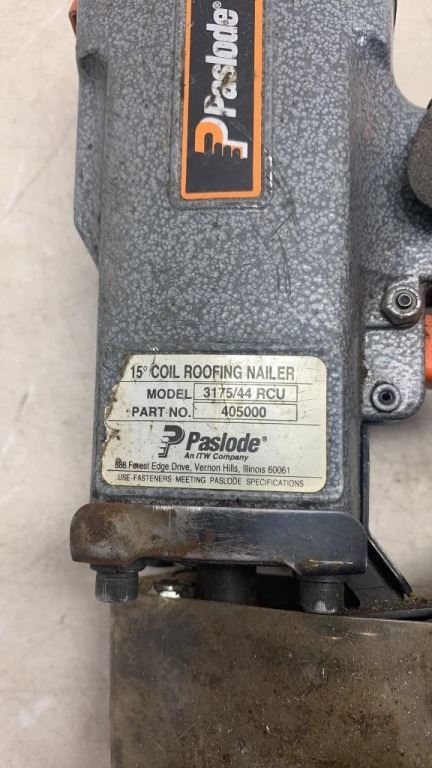 Paslode®
15° COIL ROOFING NAILER
MODEL 3175/44 RCU
PART NO. 405000
Paslode®
An ITW Company
888 Forest Edge Drive, Vernon Hills, Illinois 60061
USE FASTENERS MEETING PASLODE SPECIFICATIONS